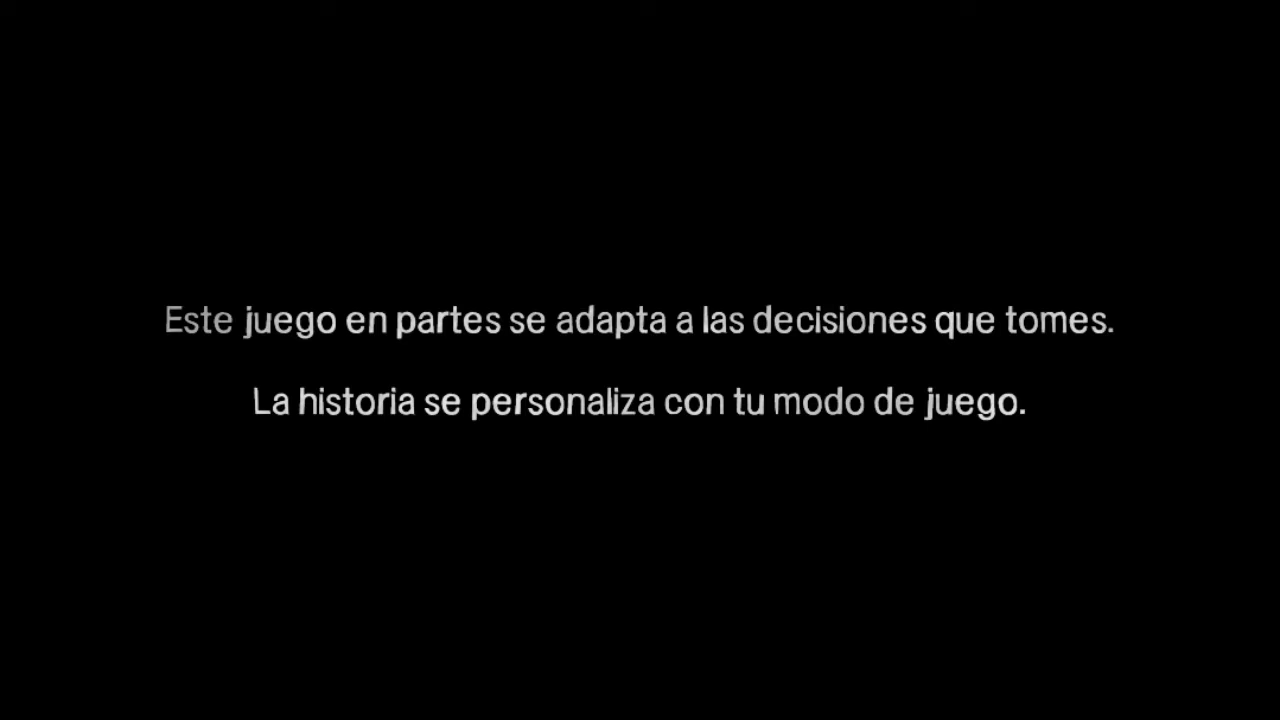 Este juego en partes se adapta a las decisiones que tomes.
La historia se personaliza con tu modo de juego.